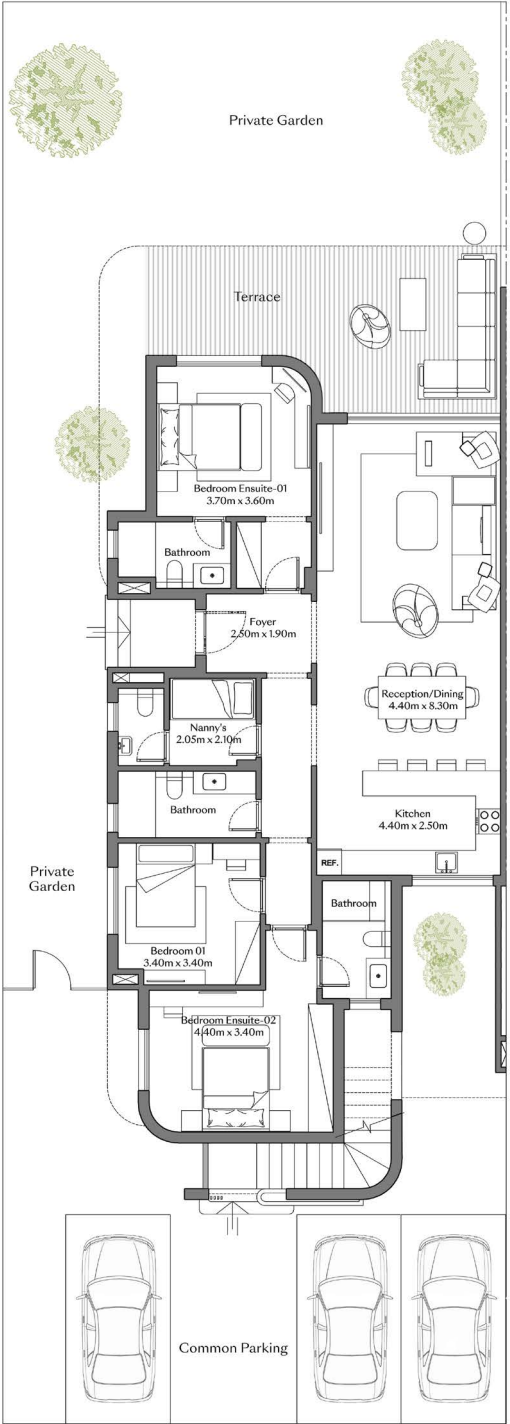 Private Garden
Terrace
Bedroom Ensuite-01
3.70m x 3.60m
Bathroom
Foyer
2.50m x 1.90m
Reception/Dining
4.40m x 8.30m
Nanny's
2.05m x 2.10m
Bathroom
Kitchen
4.40m x 2.50m
REF.
Private
Garden
Bathroom
Bedroom 01
3.40m x 3.40m
Bedroom Ensuite-02
4.40m x 3.40m
Common Parking